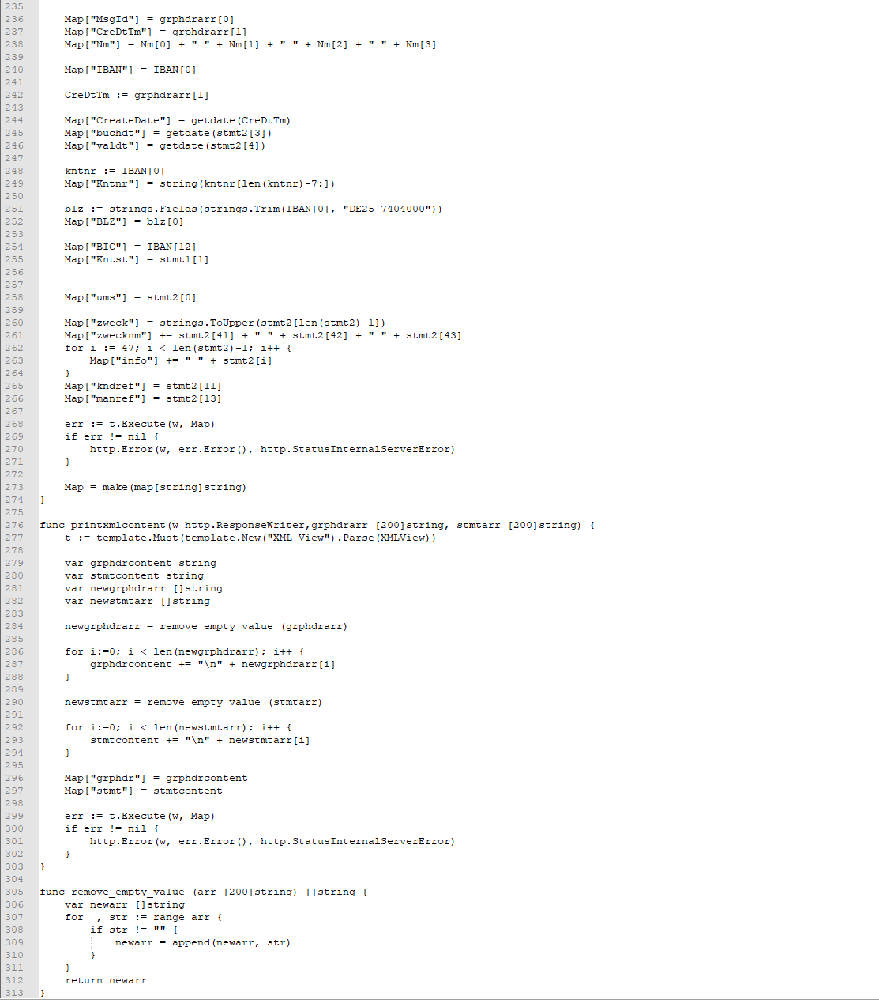 235
236     Map["MsgId"] = grphdrarr[0]
237     Map["CreDtTm"] = grphdrarr[1]
238     Map["Nm"] = Nm[0] + " " + Nm[1] + " " + Nm[2] + " " + Nm[3]
239
240     Map["IBAN"] = IBAN[0]
241
242     CreDtTm := grphdrarr[1]
243
244     Map["CreateDate"] = getdate(CreDtTm)
245     Map["buchdt"] = getdate(stmt2[3])
246     Map["valdt"] = getdate(stmt2[4])
247
248     kntnr := IBAN[0]
249     Map["Kntnr"] = string(kntnr[len(kntnr)-7:])
250
251     blz := strings.Fields(strings.Trim(IBAN[0], "DE25 7404000"))
252     Map["BLZ"] = blz[0]
253
254     Map["BIC"] = IBAN[12]
255     Map["Kntst"] = stmt1[1]
256
257
258     Map["ums"] = stmt2[0]
259
260     Map["zweck"] = strings.ToUpper(stmt2[len(stmt2)-1])
261     Map["zwecknm"] += stmt2[41] + " " + stmt2[42] + " " + stmt2[43]
262     for i := 47; i < len(stmt2)-1; i++ {
263         Map["info"] += " " + stmt2[i]
264     }
265     Map["kndref"] = stmt2[11]
266     Map["manref"] = stmt2[13]
267
268     err := t.Execute(w, Map)
269     if err != nil {
270         http.Error(w, err.Error(), http.StatusInternalServerError)
271     }
272
273     Map = make(map[string]string)
274 }
275
276 func printxmlcontent(w http.ResponseWriter,grphdrarr [200]string, stmtarr [200]string) {
277     t := template.Must(template.New("XML-View").Parse(XMLView))
278
279     var grphdrcontent string
280     var stmtcontent string
281     var newgrphdrarr []string
282     var newstmtarr []string
283
284     newgrphdrarr = remove_empty_value (grphdrarr)
285
286     for i:=0; i < len(newgrphdrarr); i++ {
287         grphdrcontent += "\n" + newgrphdrarr[i]
288     }
289
290     newstmtarr = remove_empty_value (stmtarr)
291
292     for i:=0; i < len(newstmtarr); i++ {
293         stmtcontent += "\n" + newstmtarr[i]
294     }
295
296     Map["grphdr"] = grphdrcontent
297     Map["stmt"] = stmtcontent
298
299     err := t.Execute(w, Map)
300     if err != nil {
301         http.Error(w, err.Error(), http.StatusInternalServerError)
302     }
303 }
304
305 func remove_empty_value (arr [200]string) []string {
306     var newarr []string
307     for _, str := range arr {
308         if str != "" {
309             newarr = append(newarr, str)
310         }
311     }
312     return newarr
313 }